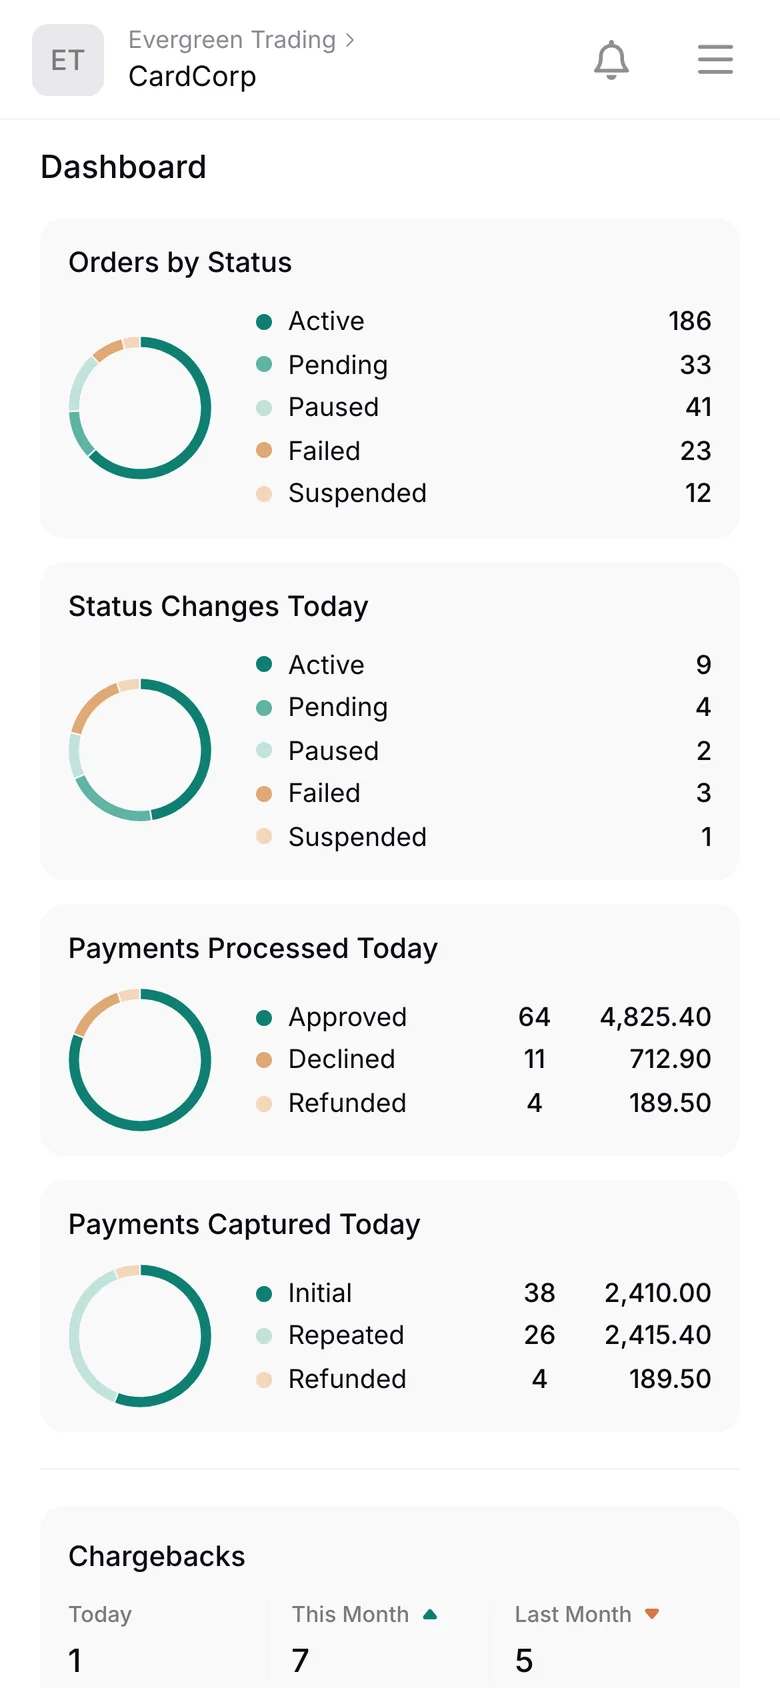 ET
Evergreen Trading
CardCorp
Dashboard
Orders by Status
Active 186
Pending 33
Paused 41
Failed 23
Suspended 12
Status Changes Today
Active 9
Pending 4
Paused 2
Failed 3
Suspended 1
Payments Processed Today
Approved 64 4,825.40
Declined 11 712.90
Refunded 4 189.50
Payments Captured Today
Initial 38 2,410.00
Repeated 26 2,415.40
Refunded 4 189.50
Chargebacks
Today This Month Last Month
1 7 5